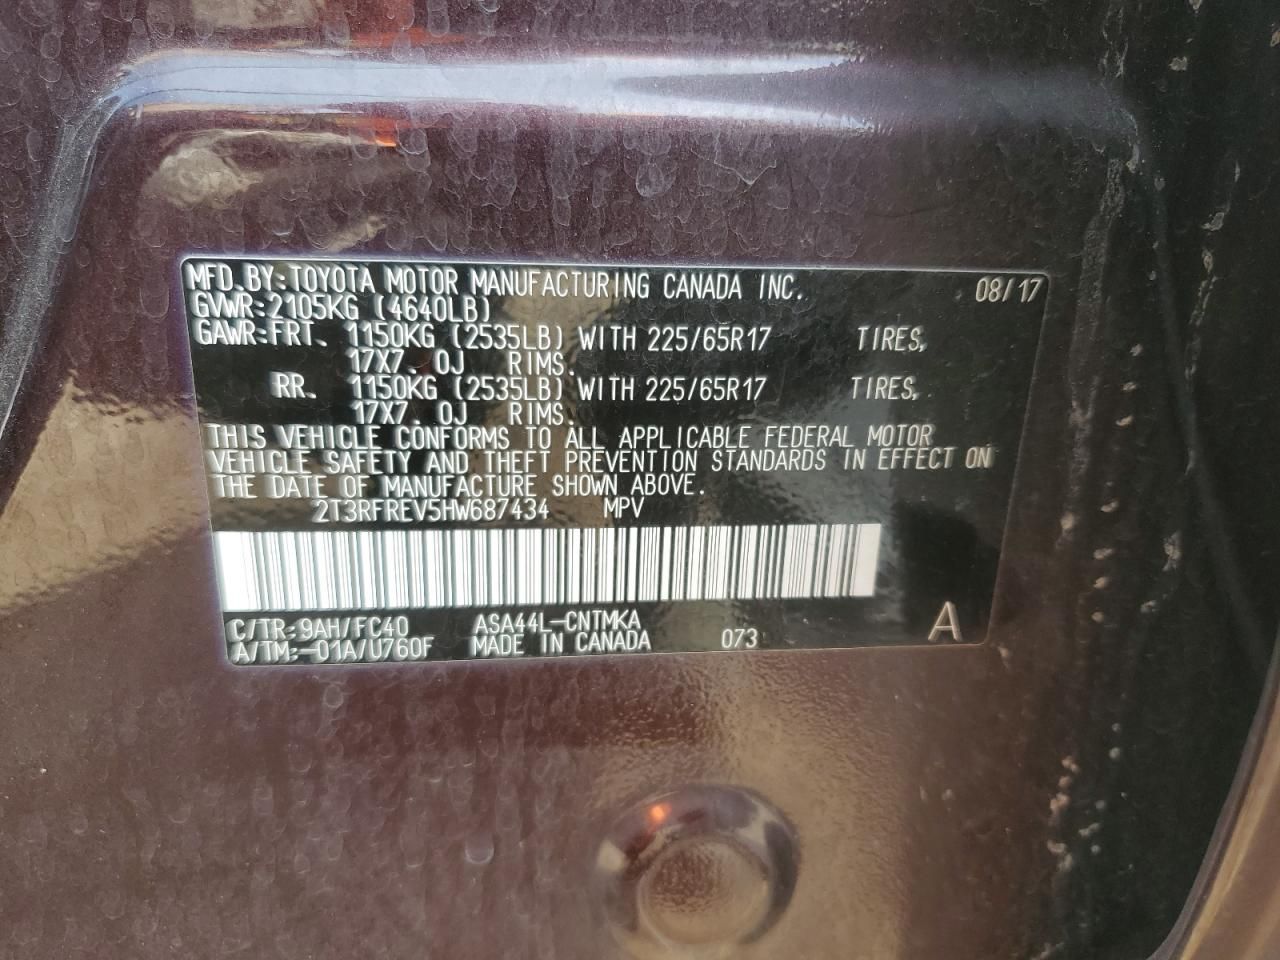 MFD. BY: TOYOTA MOTOR MANUFACTURING CANADA INC. 08/17
GVWR: 2105KG (4640LB)
GAWR: FRT. 1150KG (2535LB) WITH 225/65R17 TIRES,
17X7. 0J RIMS.
RR. 1150KG (2535LB) WITH 225/65R17 TIRES,
17X7. 0J RIMS.
THIS VEHICLE CONFORMS TO ALL APPLICABLE FEDERAL MOTOR
VEHICLE SAFETY AND THEFT PREVENTION STANDARDS IN EFFECT ON
THE DATE OF MANUFACTURE SHOWN ABOVE.
2T3RFREV5HW687434 MPV
C/TR: 9AH/FC40 ASA44L-CNTMKA
A/TM: -01A/U760F MADE IN CANADA 073 A